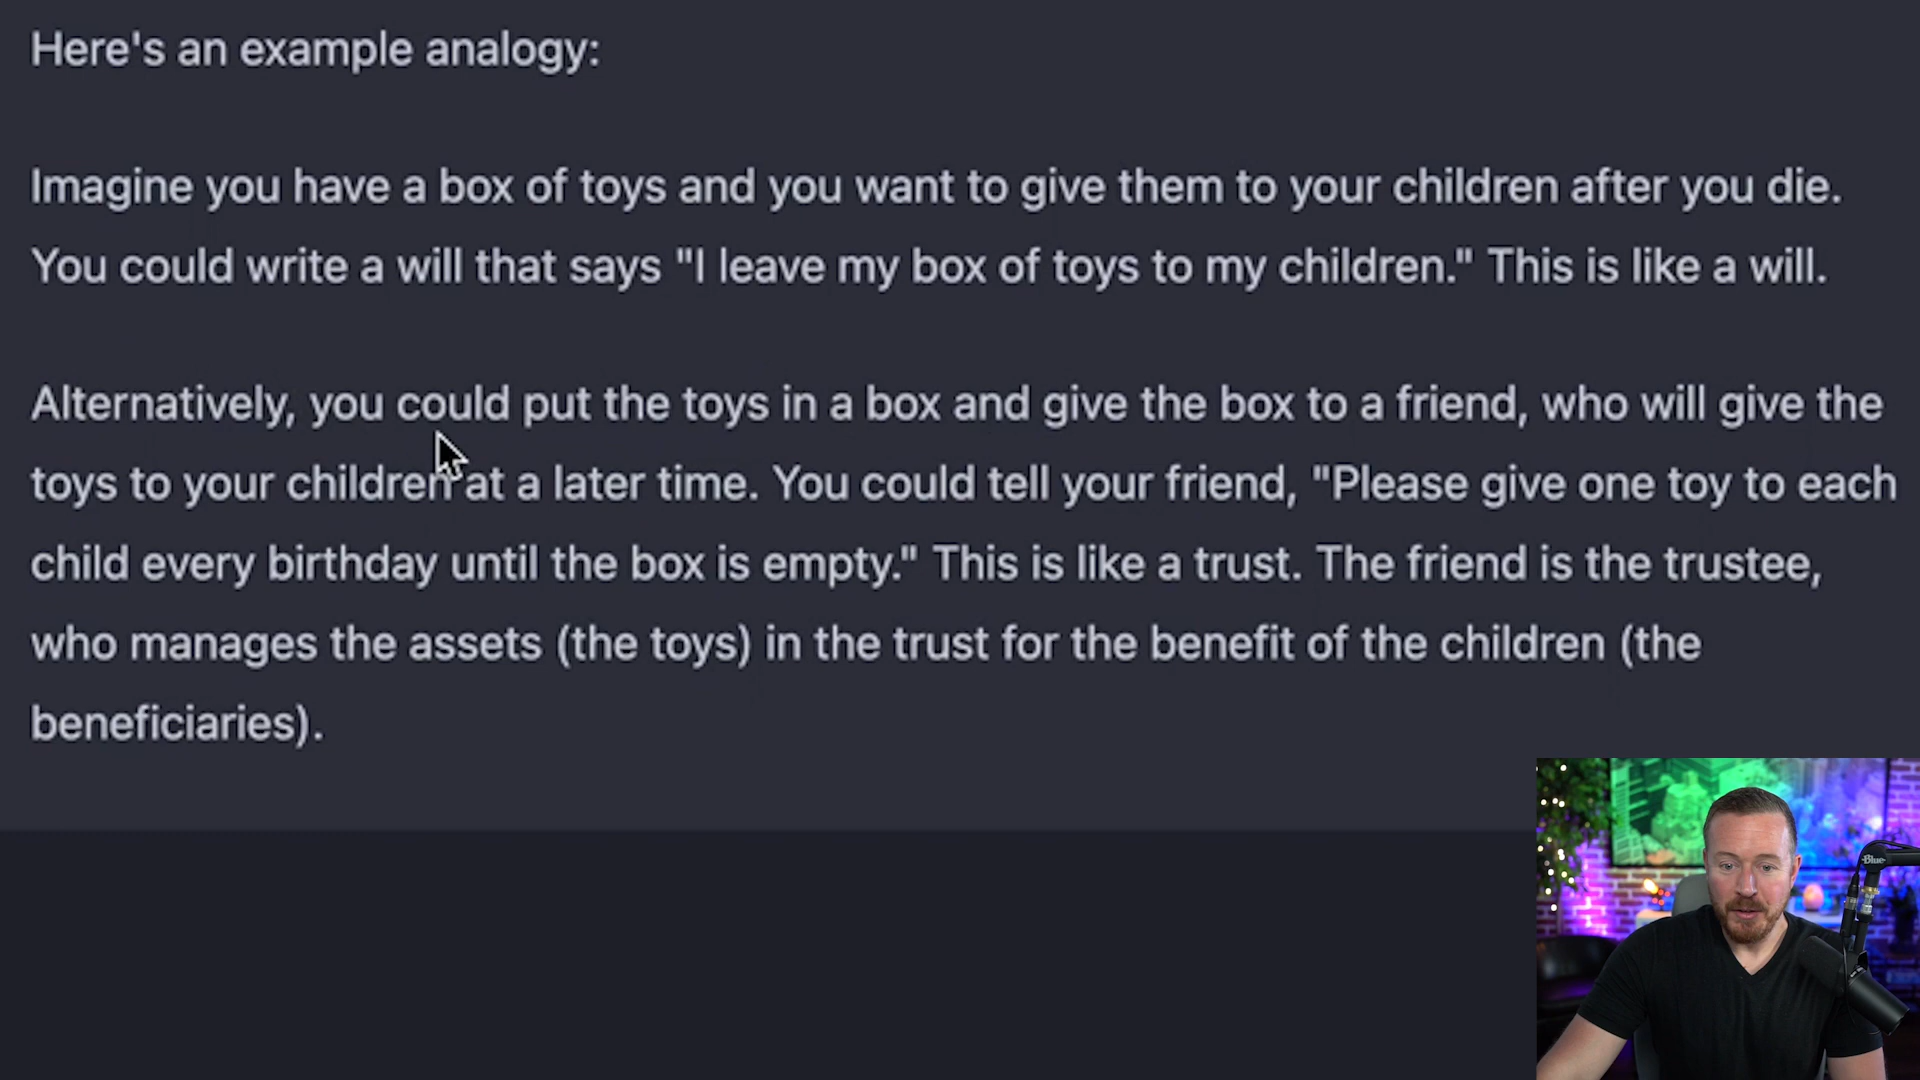 Here's an example analogy:
Imagine you have a box of toys and you want to give them to your children after you die.
You could write a will that says "I leave my box of toys to my children." This is like a will.
Alternatively, you could put the toys in a box and give the box to a friend, who will give the
toys to your children at a later time. You could tell your friend, "Please give one toy to each
child every birthday until the box is empty." This is like a trust. The friend is the trustee,
who manages the assets (the toys) in the trust for the benefit of the children (the
beneficiaries).
Blue